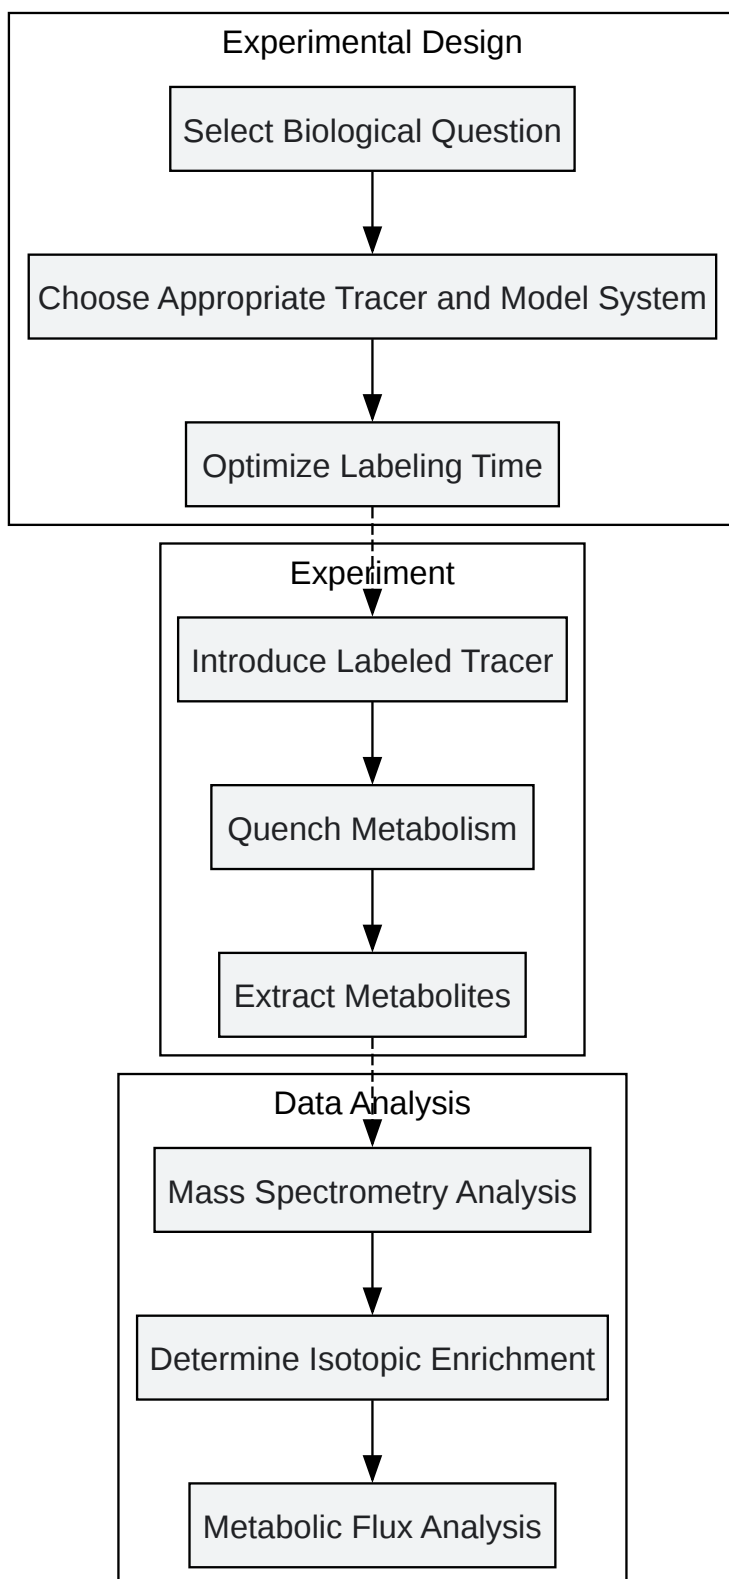 Experimental Design
Select Biological Question
Choose Appropriate Tracer and Model System
Optimize Labeling Time
Experiment
Introduce Labeled Tracer
Quench Metabolism
Extract Metabolites
Data Analysis
Mass Spectrometry Analysis
Determine Isotopic Enrichment
Metabolic Flux Analysis